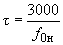 τ = 3000 / f₀н